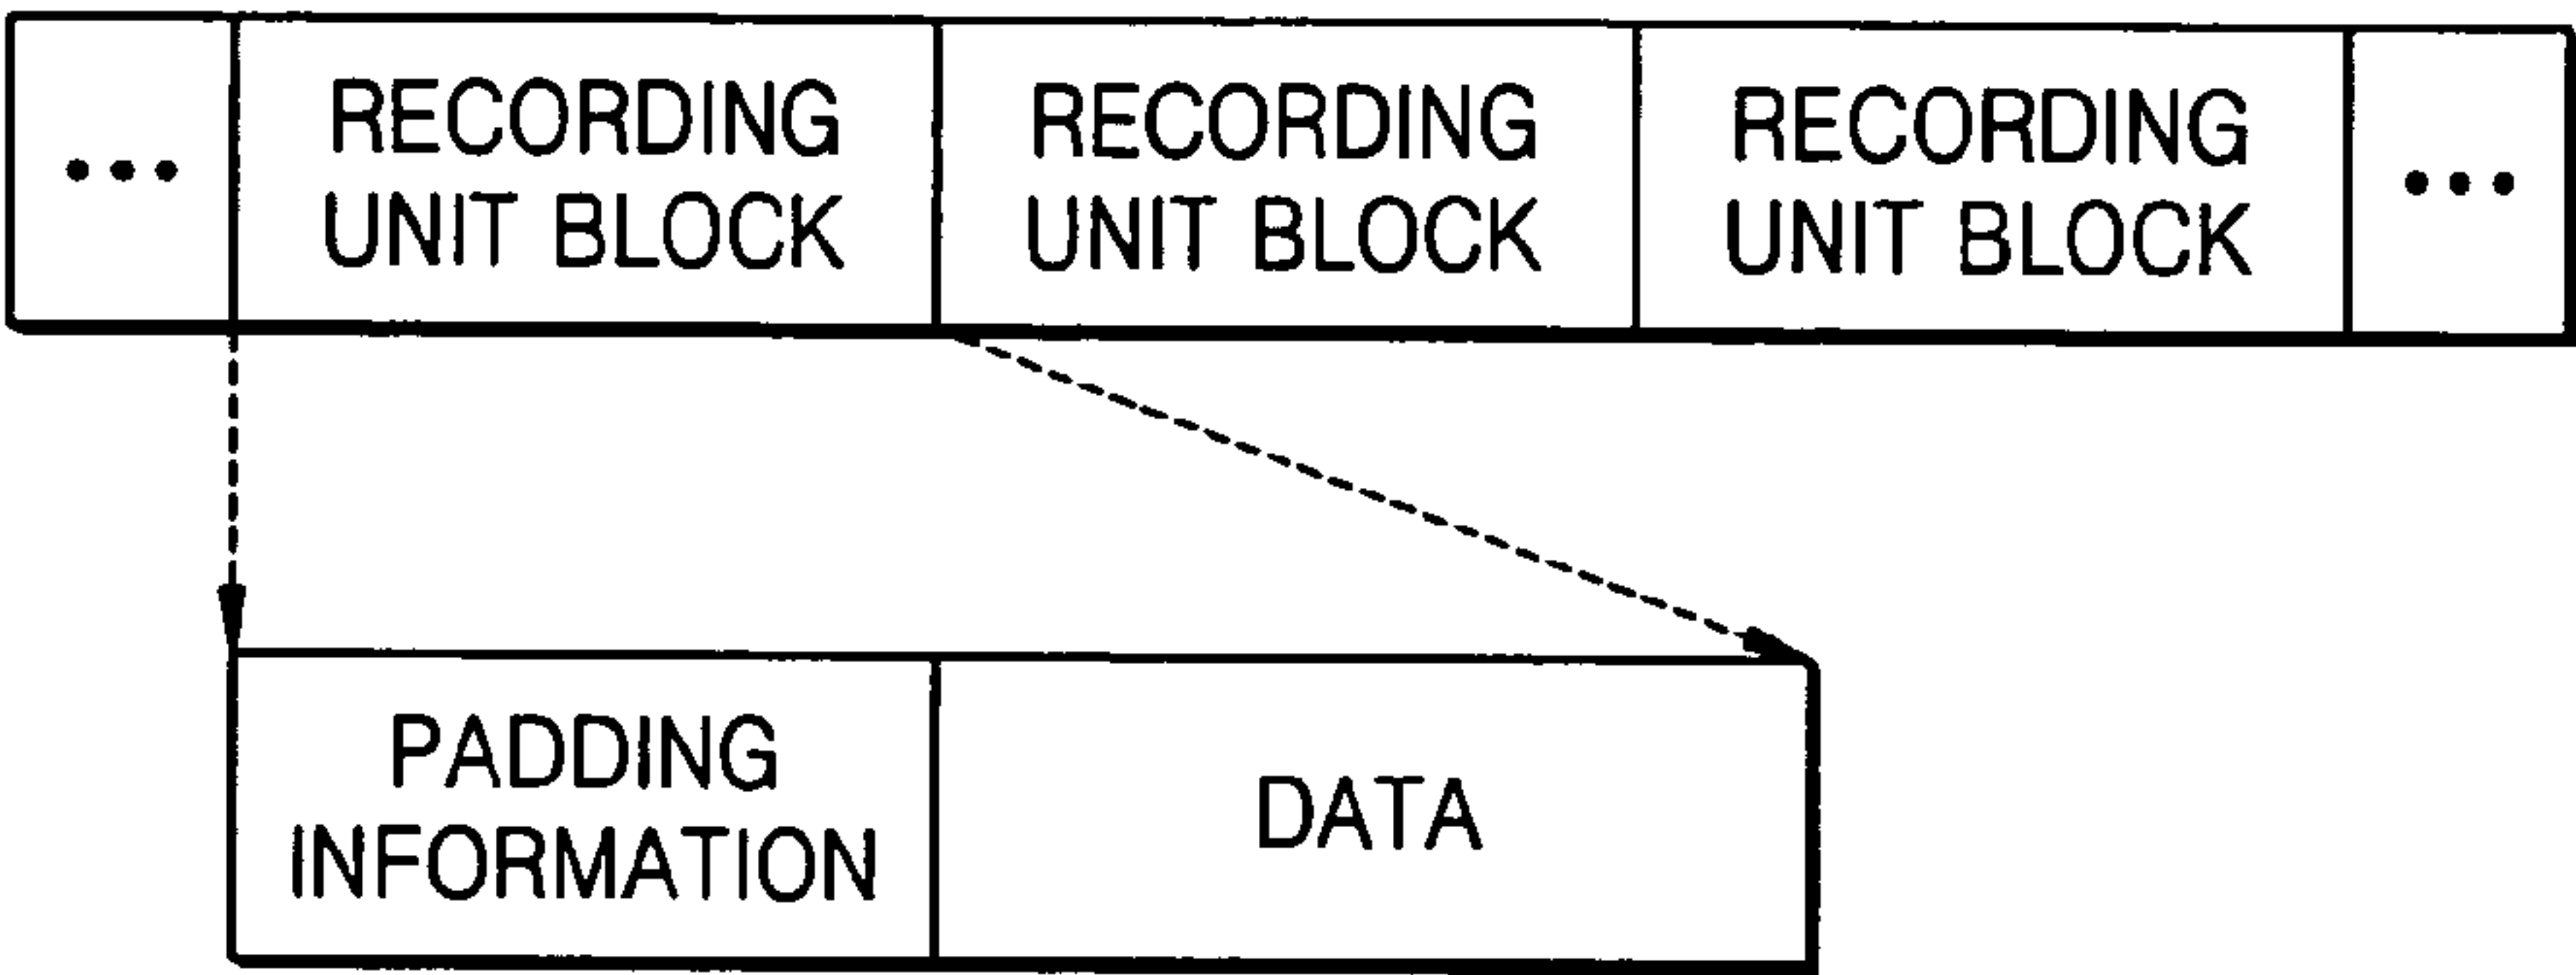 ... RECORDING RECORDING RECORDING ...
UNIT BLOCK UNIT BLOCK UNIT BLOCK
PADDING
INFORMATION
DATA